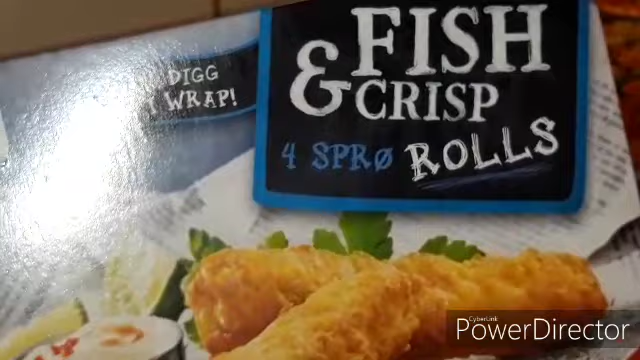 DIGG
I WRAP!
FISH
& CRISP
4 SPRØ ROLLS
CyberLink
PowerDirector